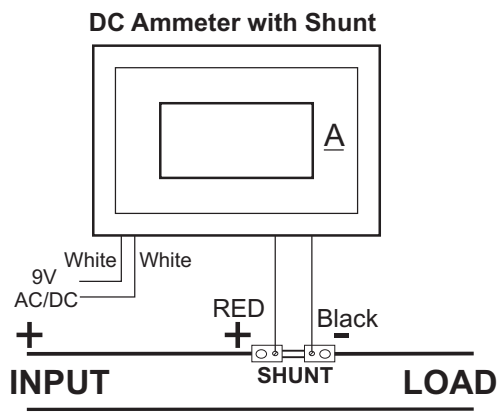 DC Ammeter with Shunt
A
White White
9V
AC/DC
RED
Black
+ + -
SHUNT
INPUT LOAD